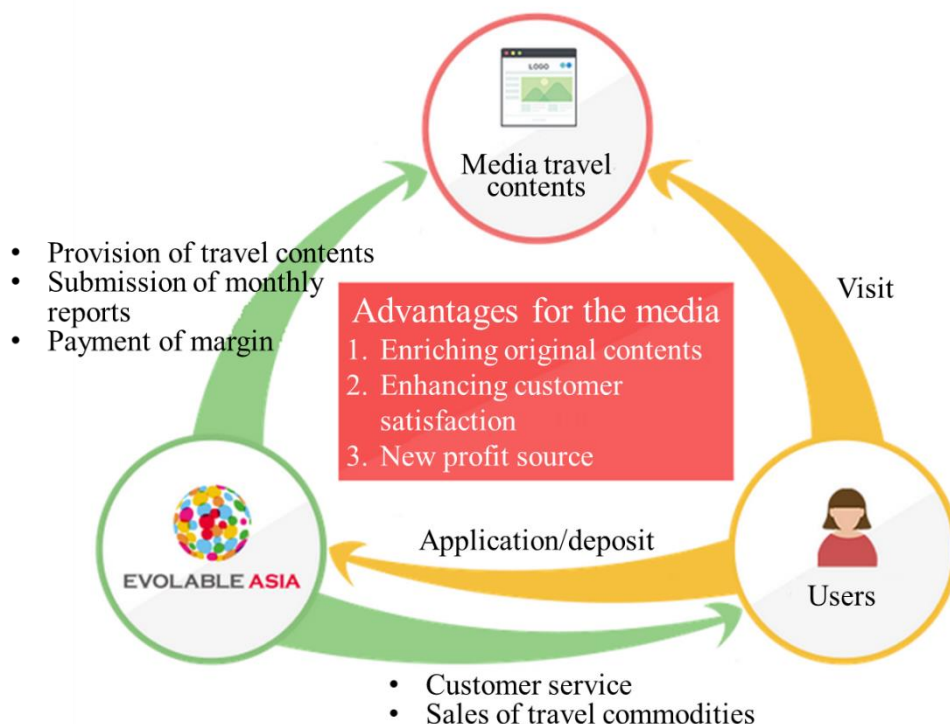 LOGO
Media travel
contents
• Provision of travel contents
• Submission of monthly
reports
• Payment of margin
Visit
Advantages for the media
1. Enriching original contents
2. Enhancing customer
satisfaction
3. New profit source
Application/deposit
EVOLABLE ASIA
Users
• Customer service
• Sales of travel commodities